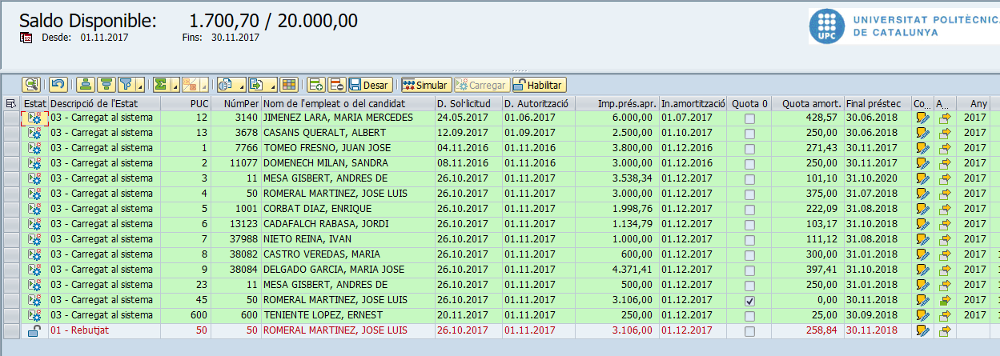 Saldo Disponible: 1.700,70 / 20.000,00
Desde: 01.11.2017 Fins: 30.11.2017
UNIVERSITAT POLITÈCNICA
DE CATALUNYA
UPC
Desar Simular Carregar Habilitar
Estat Descripció de l'Estat PUC NúmPer Nom de l'empleat o del candidat D. Sol·licitud D. Autorització Imp.prés.apr. In.amortització Quota 0 Quota amort. Final préstec Co... A... Any
03 - Carregat al sistema 12 3140 JIMENEZ LARA, MARIA MERCEDES 24.05.2017 01.06.2017 6.000,00 01.07.2017 428,57 30.06.2018 2017
03 - Carregat al sistema 13 3678 CASANS QUERALT, ALBERT 12.09.2017 01.09.2017 2.500,00 01.10.2017 250,00 30.06.2018 2017
03 - Carregat al sistema 1 7766 TOMEO FRESNO, JUAN JOSE 04.11.2016 01.11.2016 3.800,00 01.12.2016 271,43 30.11.2017 2017
03 - Carregat al sistema 2 11077 DOMENECH MILAN, SANDRA 08.11.2016 01.11.2016 3.000,00 01.12.2016 250,00 30.11.2017 2017
03 - Carregat al sistema 3 11 MESA GISBERT, ANDRES DE 26.10.2017 01.11.2017 3.538,34 01.12.2017 101,10 31.10.2020 2017
03 - Carregat al sistema 4 50 ROMERAL MARTINEZ, JOSE LUIS 26.10.2017 01.11.2017 3.000,00 01.12.2017 375,00 31.07.2018 2017
03 - Carregat al sistema 5 1001 CORBAT DIAZ, ENRIQUE 26.10.2017 01.11.2017 1.998,76 01.12.2017 222,09 31.08.2018 2017
03 - Carregat al sistema 6 13123 CADAFALCH RABASA, JORDI 26.10.2017 01.11.2017 1.134,79 01.12.2017 103,17 31.10.2018 2017
03 - Carregat al sistema 7 37988 NIETO REINA, IVAN 26.10.2017 01.11.2017 1.000,00 01.12.2017 111,12 31.08.2018 2017
03 - Carregat al sistema 8 38082 CASTRO VEREDAS, MARIA 26.10.2017 01.11.2017 600,00 01.12.2017 300,00 31.01.2018 2017 1
03 - Carregat al sistema 9 38084 DELGADO GARCIA, MARIA JOSE 26.10.2017 01.11.2017 4.371,41 01.12.2017 397,41 31.10.2018 2017 1
03 - Carregat al sistema 23 11 MESA GISBERT, ANDRES DE 26.10.2017 01.11.2017 500,00 01.12.2017 250,00 31.01.2018 2017 1
03 - Carregat al sistema 45 50 ROMERAL MARTINEZ, JOSE LUIS 26.10.2017 01.11.2017 3.106,00 01.12.2017 0,00 30.11.2018 2017 1
03 - Carregat al sistema 600 600 TENIENTE LOPEZ, ERNEST 20.11.2017 01.11.2017 250,00 01.12.2017 25,00 30.09.2018 2017 1
01 - Rebutjat 50 50 ROMERAL MARTINEZ, JOSE LUIS 26.10.2017 01.11.2017 3.106,00 01.12.2017 258,84 30.11.2018